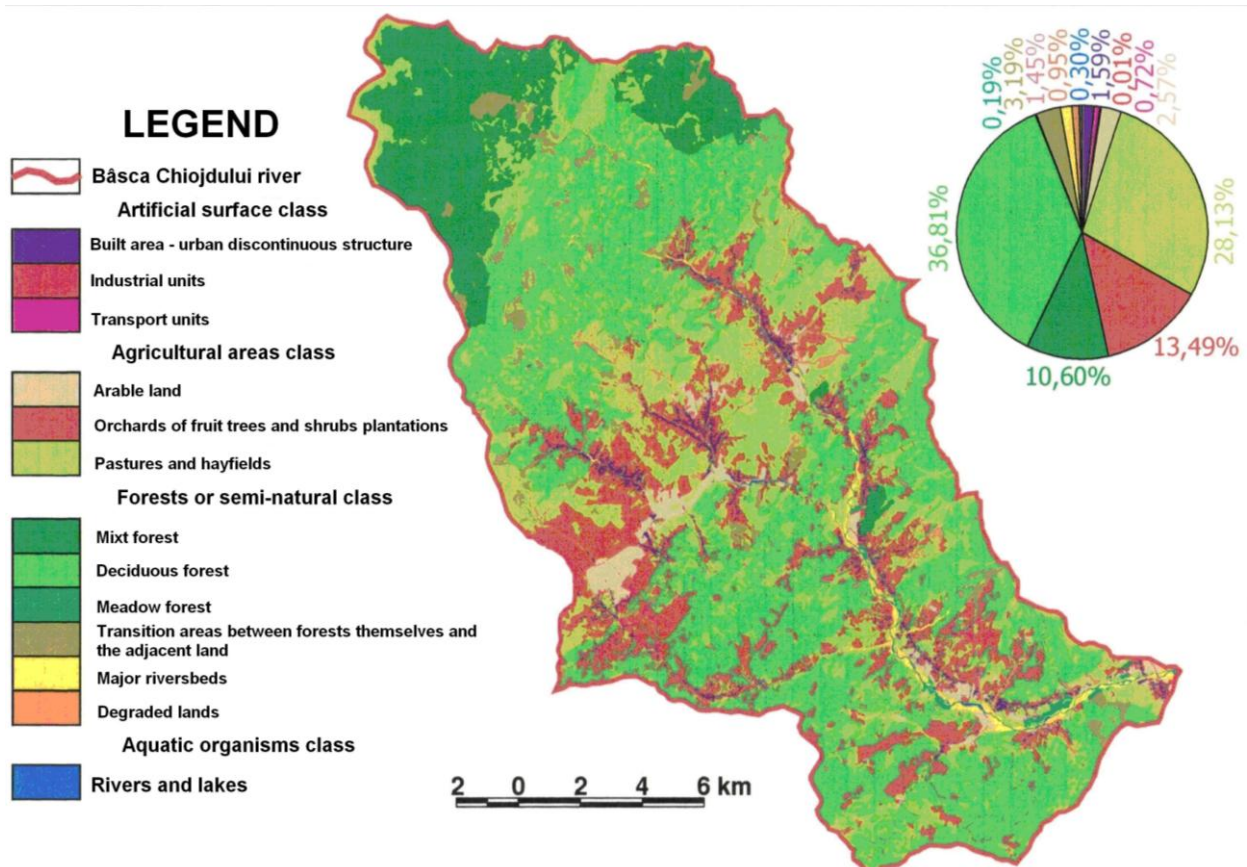 LEGEND
Bâsca Chiojdului river
Artificial surface class
Built area - urban discontinuous structure
Industrial units
Transport units
Agricultural areas class
Arable land
Orchards of fruit trees and shrubs plantations
Pastures and hayfields
Forests or semi-natural class
Mixt forest
Deciduous forest
Meadow forest
Transition areas between forests themselves and
the adjacent land
Major riversbeds
Degraded lands
Aquatic organisms class
Rivers and lakes
2 0 2 4 6 km
0,19%
3,19%
1,45%
0,95%
0,30%
1,59%
0,01%
0,72%
2,57%
28,13%
13,49%
10,60%
36,81%